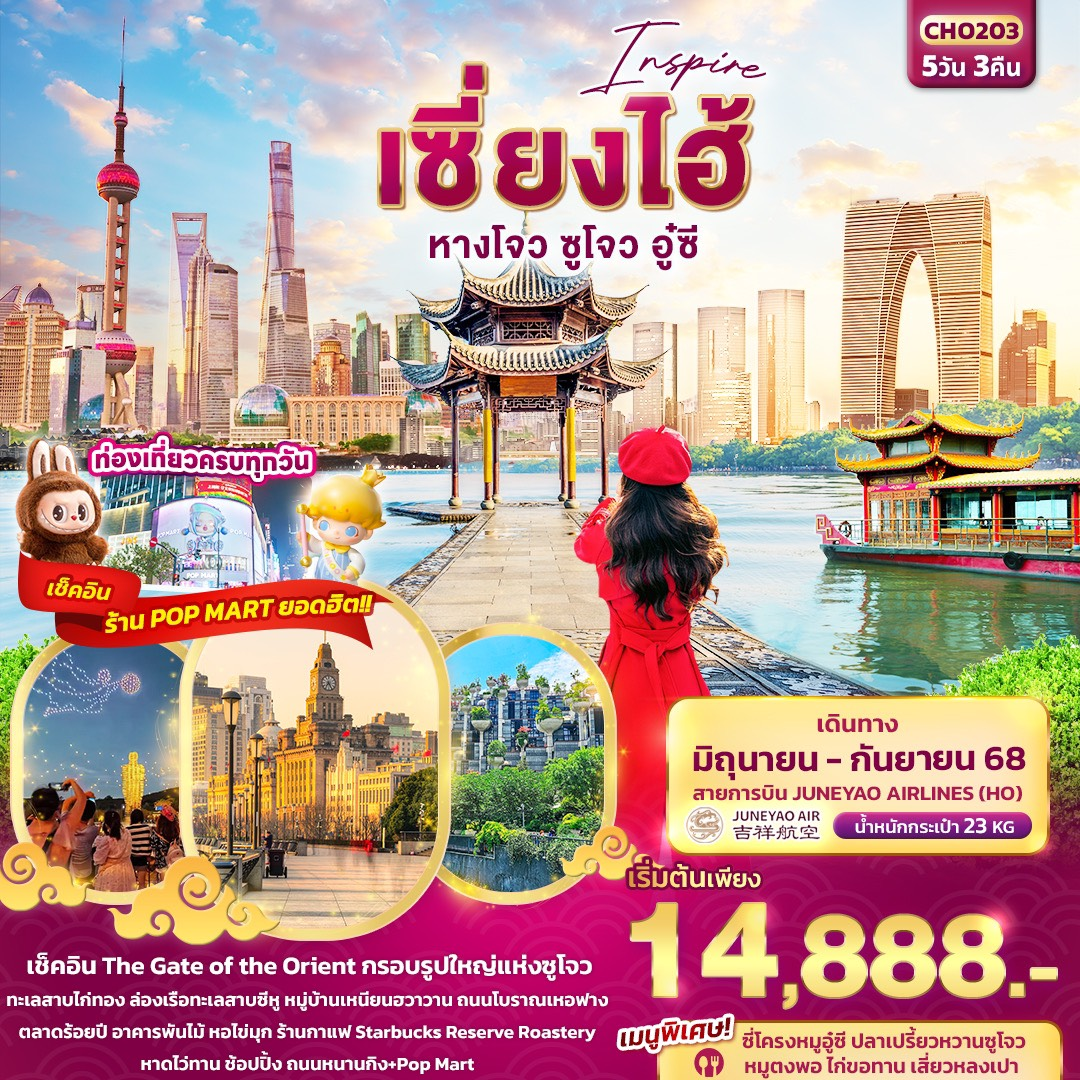 CHO203
5วัน 3คืน
Inspire
เซี่ยงไฮ้
หางโจว ซูโจว อู๋ซี
ท่องเที่ยวครบทุกวัน
POP MART
เช็คอิน
ร้าน POP MART ยอดฮิต!!
เดินทาง
มิถุนายน - กันยายน 68
สายการบิน JUNEYAO AIRLINES (HO)
JUNEYAO AIR
吉祥航空
น้ำหนักกระเป๋า 23 KG
เริ่มต้นเพียง
14,888.-
เช็คอิน The Gate of the Orient กรอบรูปใหญ่แห่งซูโจว
ทะเลสาบไก่ทอง ล่องเรือทะเลสาบซีหู หมู่บ้านเหนียนฮวาวาน ถนนโบราณเหอฟาง
ตลาดร้อยปี อาคารพันไม้ หอไข่มุก ร้านกาแฟ Starbucks Reserve Roastery
หาดไว่ทาน ช้อปปิ้ง ถนนหนานกิง+Pop Mart
เมนูพิเศษ!
ซี่โครงหมูอู๋ซี ปลาเปรี้ยวหวานซูโจว
หมูตงพอ ไก่ขอทาน เสี่ยวหลงเปา